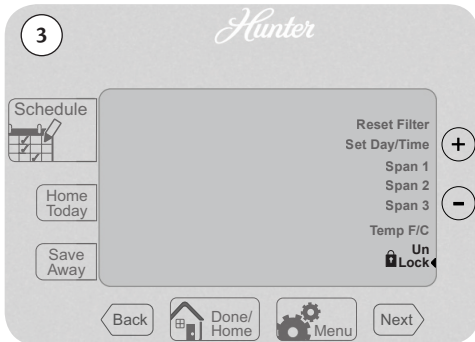 3
Hunter
Schedule
Reset Filter
Set Day/Time
+
Span 1
Home
Today
Span 2
Span 3
-
Temp F/C
Save
Away
Un
Lock
Back
Done/
Home
Menu
Next